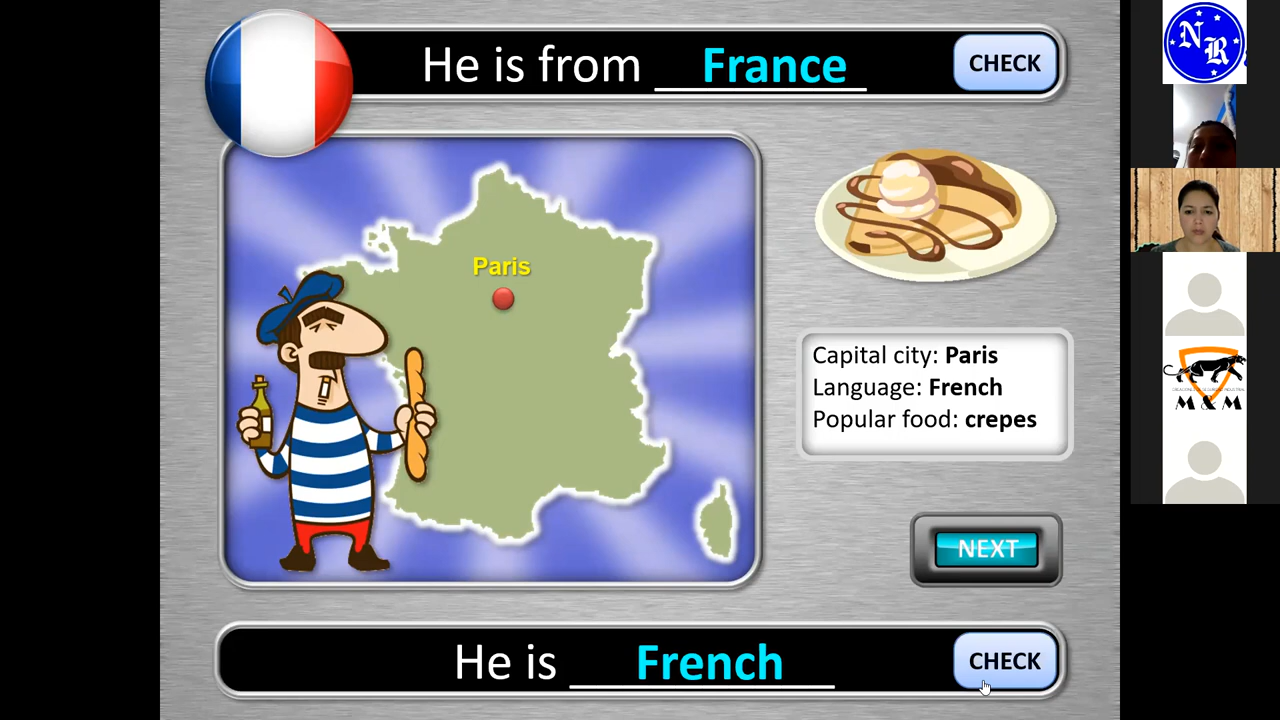 He is from France
CHECK
Paris
Capital city: Paris
Language: French
Popular food: crepes
NEXT
He is French
CHECK
N R
M & M